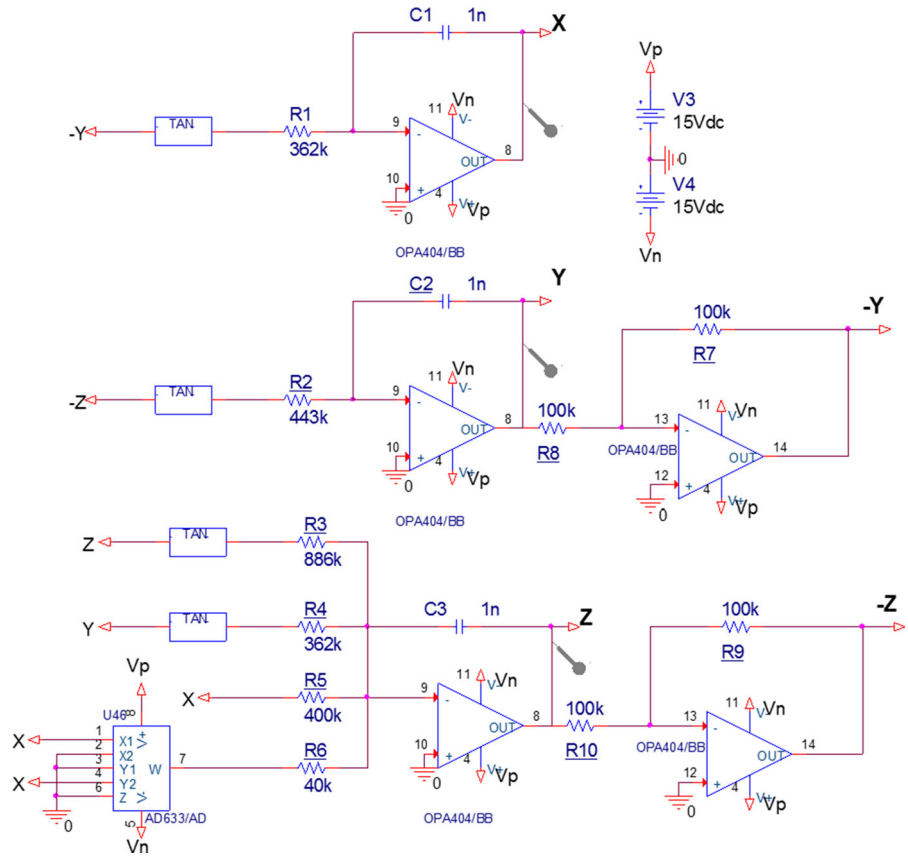 C1 1n X
-Y TAN R1 362k
Vn
11 V-
9 -
OUT 8
10 +
0
4 V+
Vp
OPA404/BB
Vp
V3
15Vdc
0
V4
15Vdc
Vn
C2 1n Y
-Z TAN R2 443k
Vn
11 V-
9 -
OUT 8
10 +
0
4 V+
Vp
OPA404/BB
100k
R8
100k
R7
-Y
11 V- Vn
13 -
OPA404/BB
OUT 14
12 +
0
4 V+
Vp
Z TAN R3 886k
Y TAN R4 362k
X R5 400k
R6 40k
C3 1n Z
Vn
11 V-
9 -
OUT 8
10 +
0
4 V+
Vp
OPA404/BB
100k
R10
100k
R9
-Z
11 V- Vn
13 -
OPA404/BB
OUT 14
12 +
0
4 V+
Vp
Vp
U46 8
X 1 X1 V+
2 X2
3 Y1 W 7
X 4 Y2
6 Z V-
0
5 AD633/AD
Vn